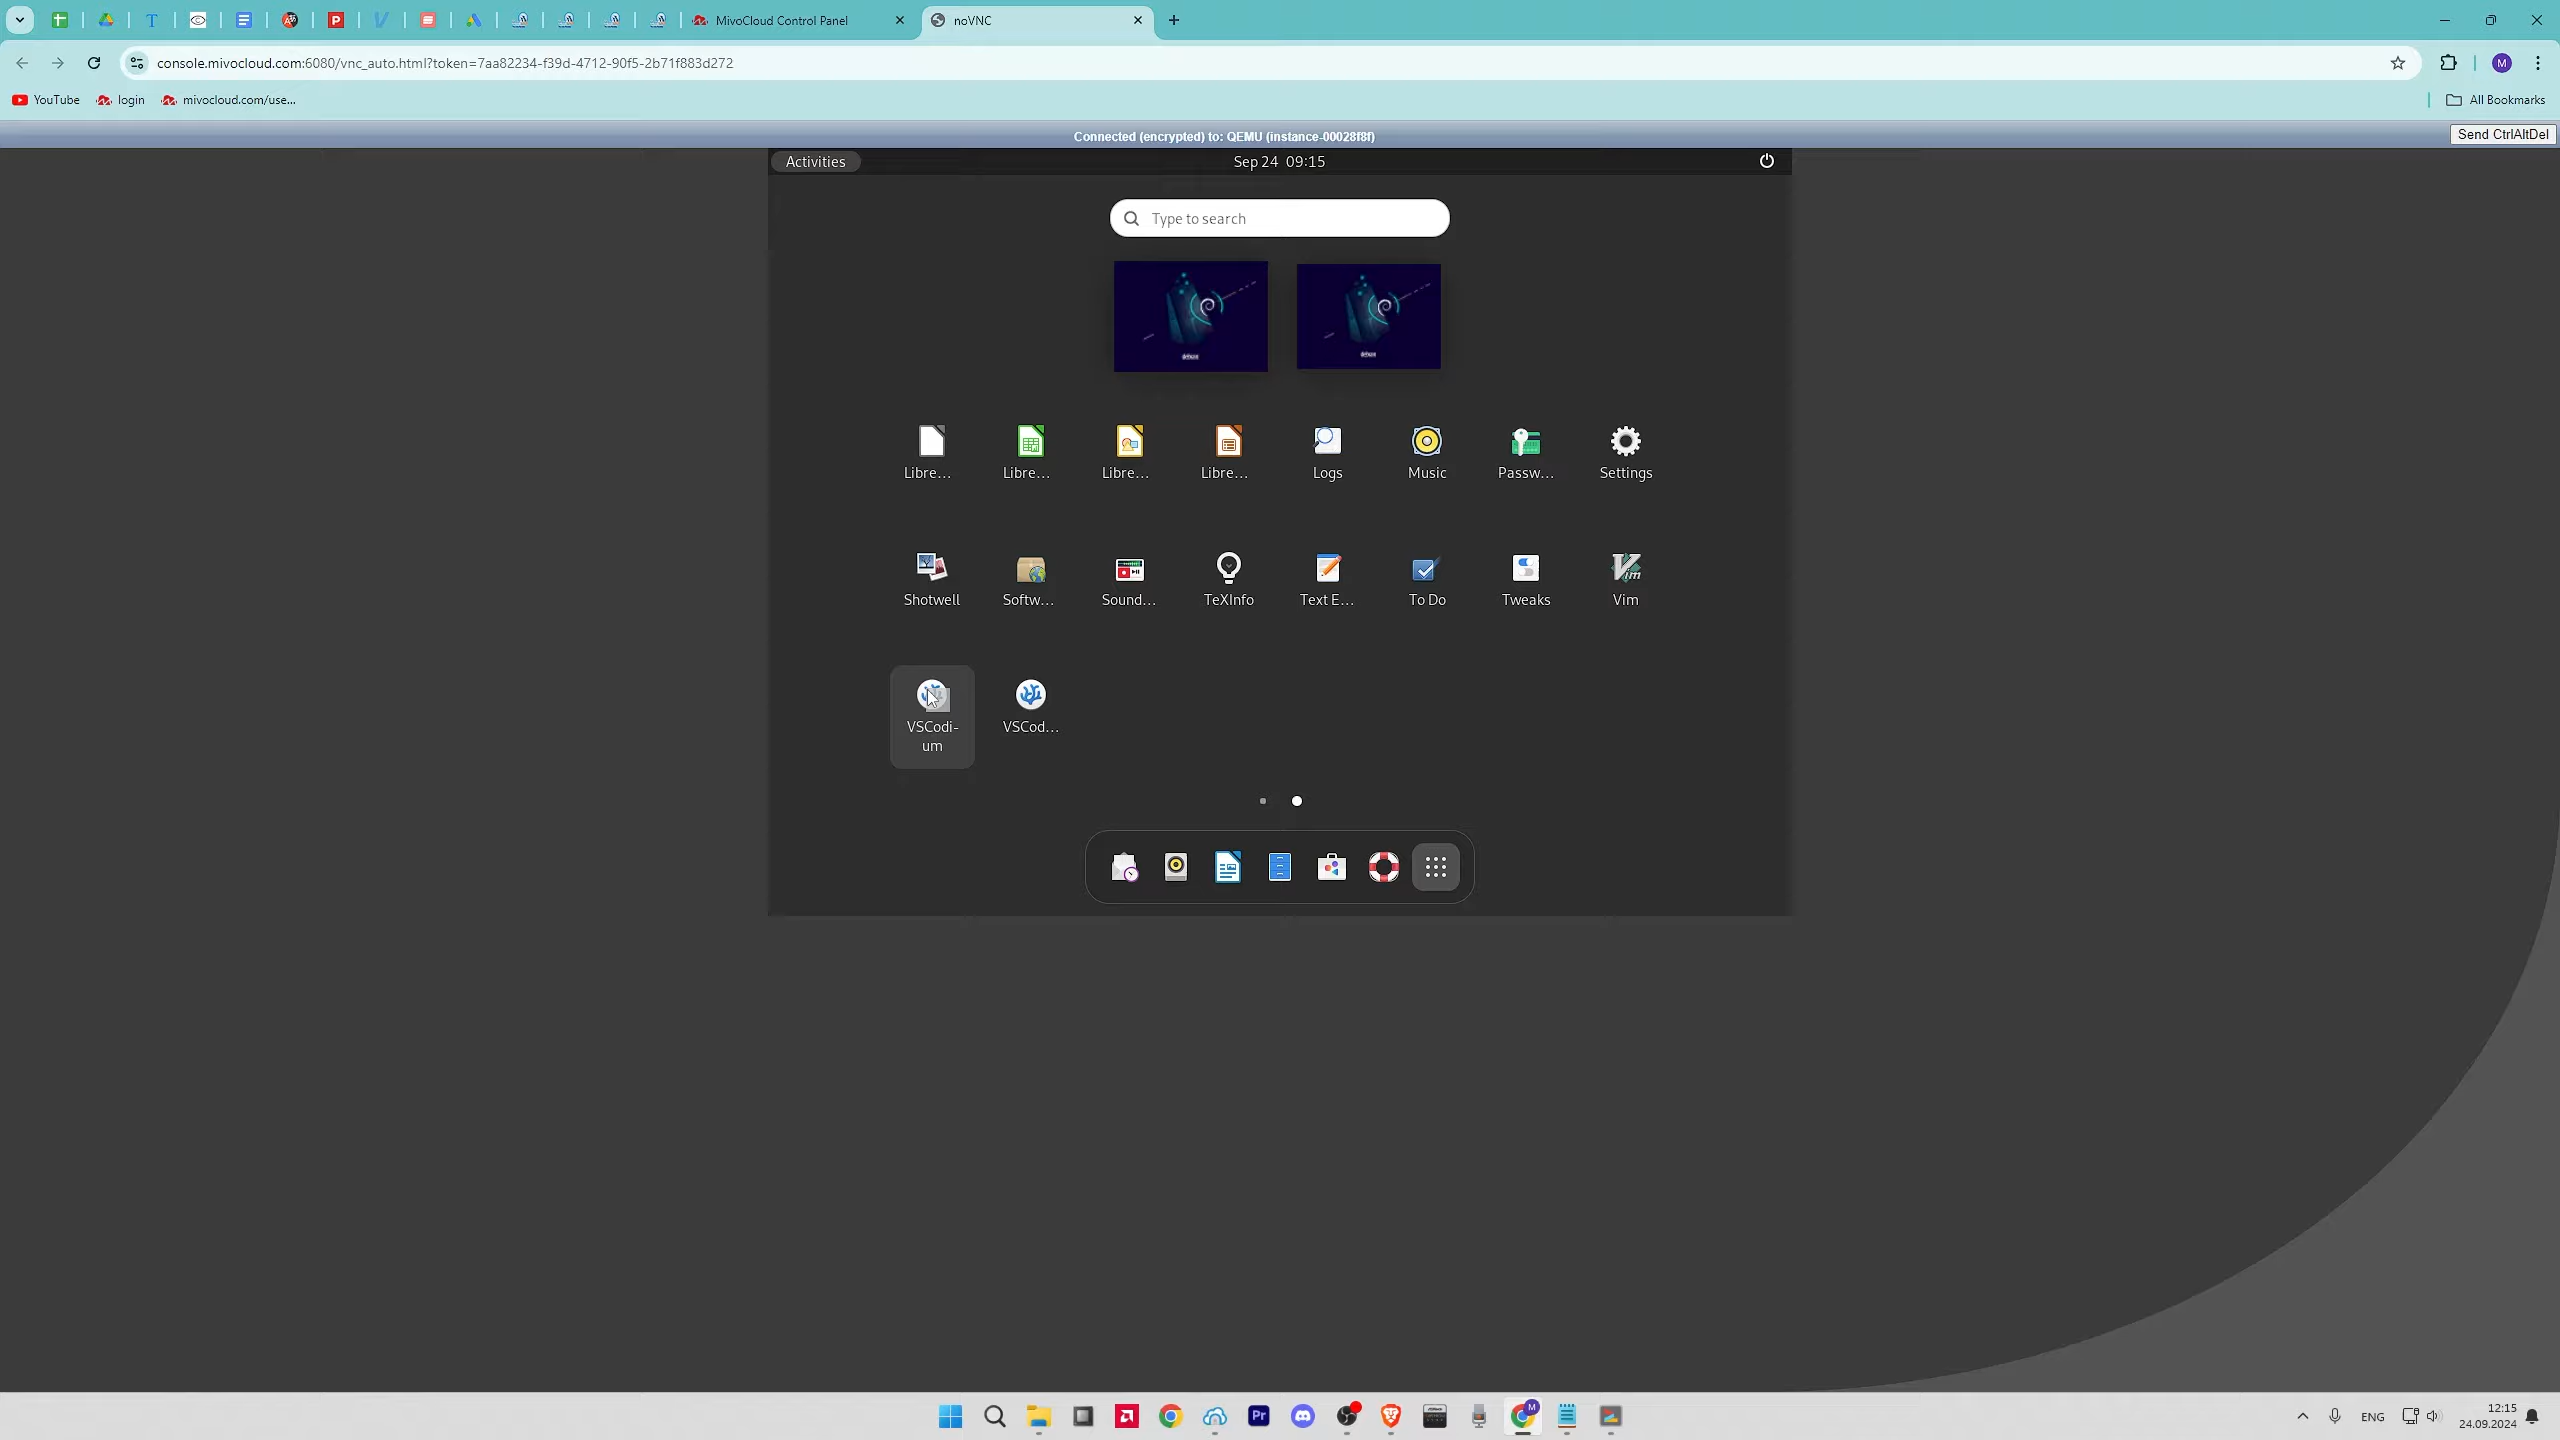 MivoCloud Control Panel
noVNC
console.mivocloud.com:6080/vnc_auto.html?token=7aa82234-f39d-4712-90f5-2b71f883d272
M
YouTube
login
mivocloud.com/use...
All Bookmarks
Connected (encrypted) to: QEMU (instance-00028f8f)
Send CtrlAltDel
Activities
Sep 24 09:15
Type to search
debian
debian
Libre...
Libre...
Libre...
Libre...
Logs
Music
Passw...
Settings
Shotwell
Softw...
Sound...
TeXInfo
Text E...
To Do
Tweaks
Vim
VSCodi-
um
VSCod...
Pr
M
ENG
12:15
24.09.2024